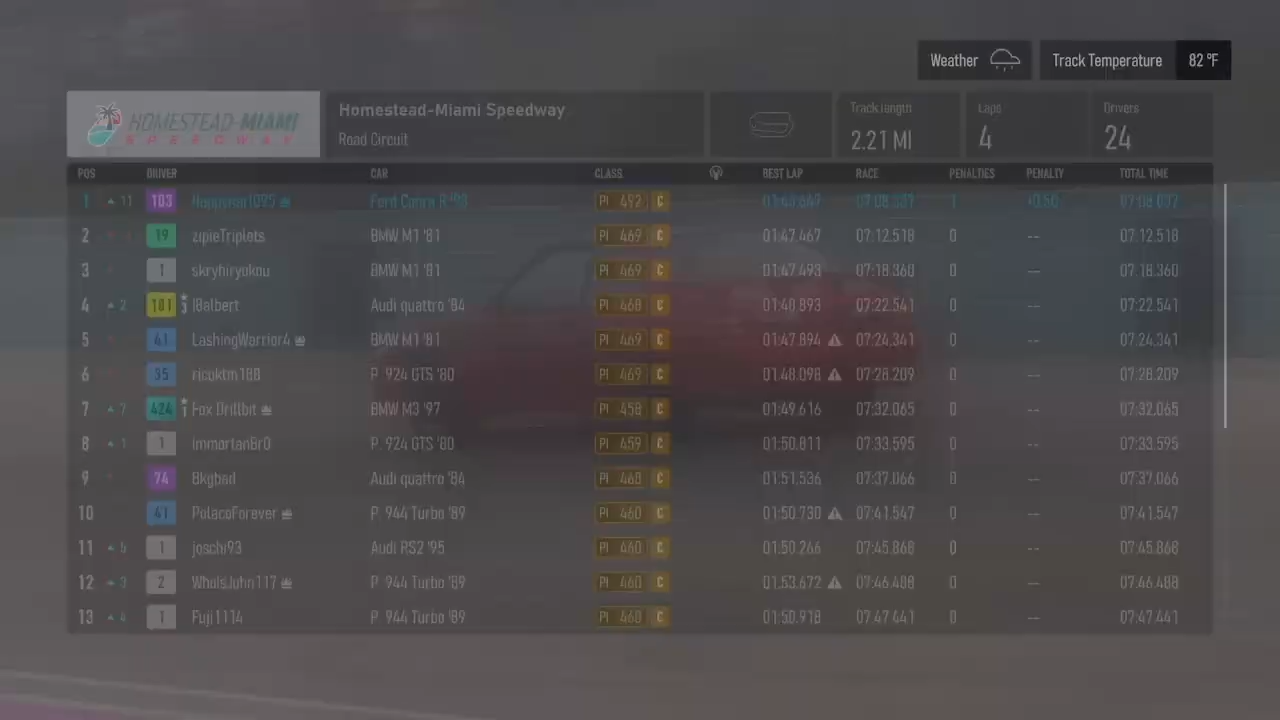 Weather Track Temperature 82 °F
HOMESTEAD-MIAMI SPEEDWAY
Homestead-Miami Speedway
Road Circuit
Track length 2.21 MI
Laps 4
Drivers 24
POS DRIVER CAR CLASS BEST LAP RACE PENALTIES PENALTY TOTAL TIME
1 11 103 PI 492 C 1
2 19 zipieTriplets BMW M1 '81 PI 469 C 01:47.467 07:12.518 0 -- 07:12.518
3 1 skryhiryokou BMW M1 '81 PI 469 C 01:47.493 07:18.360 0 -- 07:18.360
4 2 181 3 I8albert Audi quattro '84 PI 460 C 01:48.893 07:22.541 0 -- 07:22.541
5 41 LashingWarrior4 BMW M1 '81 PI 469 C 01:47.894 07:24.341 0 -- 07:24.341
6 35 P. 924 GTS '80 PI 469 C 01:48.098 07:28.209 0 -- 07:28.209
7 7 424 1 Fox Drillbit BMW M3 '97 PI 458 C 01:49.616 07:32.065 0 -- 07:32.065
8 1 1 immortan8r0 P. 924 GTS '80 PI 459 C 01:50.811 07:33.595 0 -- 07:33.595
9 74 Bkgbad Audi quattro '84 PI 460 C 01:51.536 07:37.066 0 -- 07:37.066
10 41 PolacoForever P. 944 Turbo '89 PI 460 C 01:50.730 07:41.547 0 -- 07:41.547
11 5 1 joschi93 Audi RS2 '95 PI 460 C 01:50.266 07:45.868 0 -- 07:45.868
12 3 2 WhoIsJohn117 P. 944 Turbo '89 PI 460 C 01:53.672 07:46.488 0 -- 07:46.488
13 4 1 Fuji1114 P. 944 Turbo '89 PI 460 C 01:50.918 07:47.441 0 -- 07:47.441